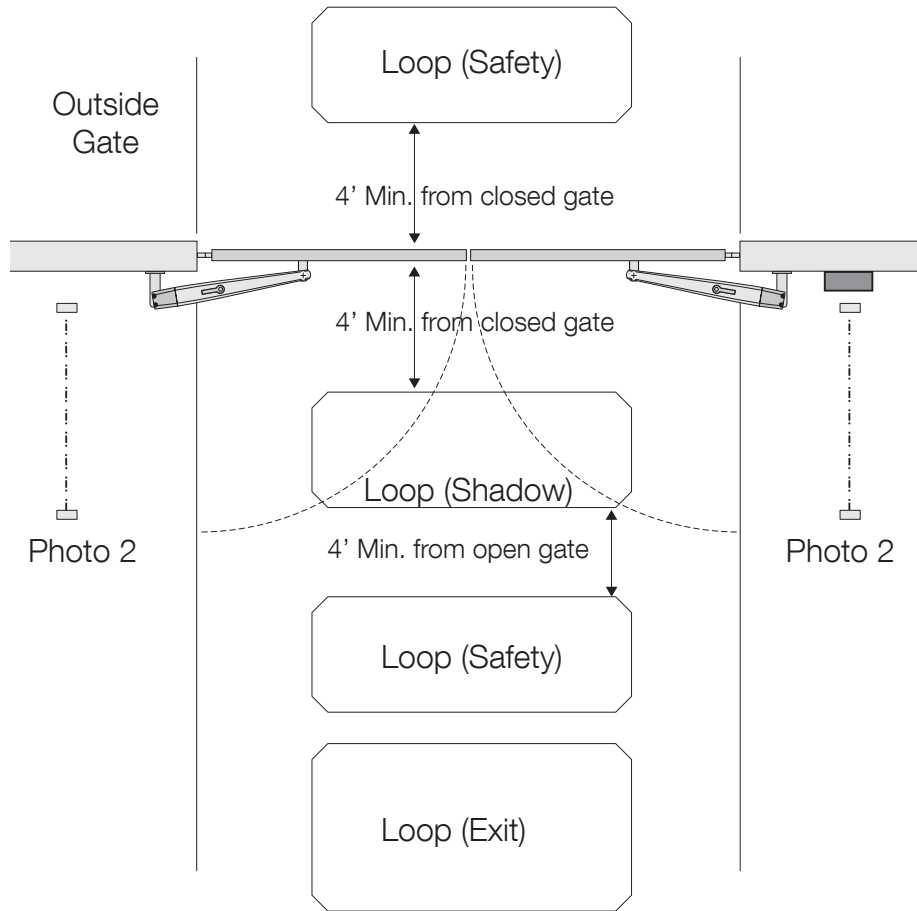 Loop (Safety)
Outside
Gate
4’ Min. from closed gate
4’ Min. from closed gate
Loop (Shadow)
Photo 2
4’ Min. from open gate
Photo 2
Loop (Safety)
Loop (Exit)